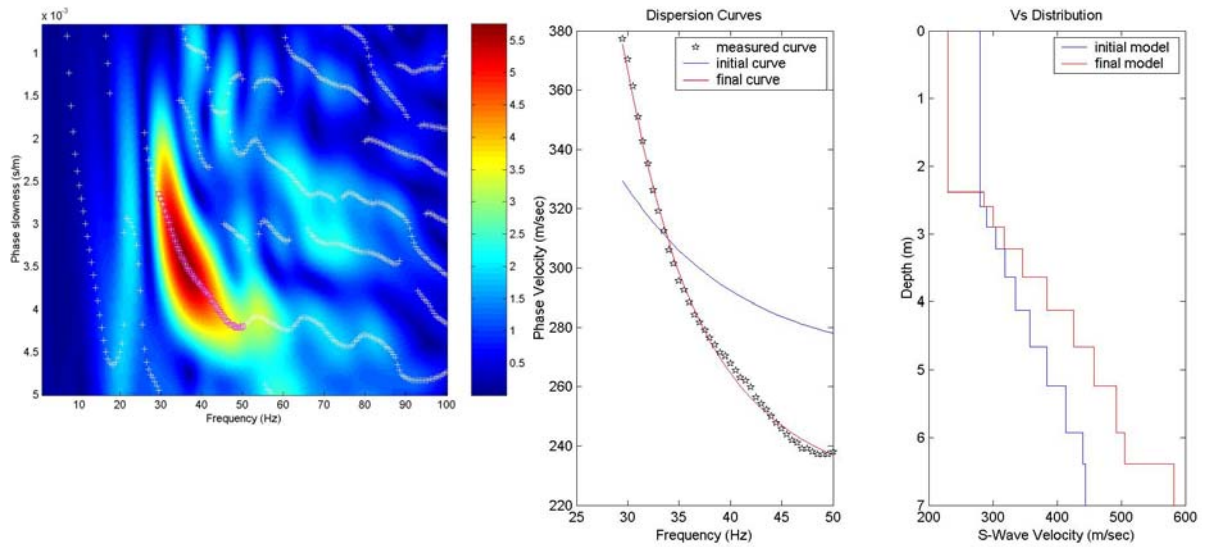 x 10⁻³
1
1.5
2
2.5
3
3.5
4
4.5
5
Phase slowness (s/m)
10 20 30 40 50 60 70 80 90 100
Frequency (Hz)
5.5
5
4.5
4
3.5
3
2.5
2
1.5
1
0.5
Dispersion Curves
measured curve
initial curve
final curve
380
360
340
320
300
280
260
240
220
Phase Velocity (m/sec)
25 30 35 40 45 50
Frequency (Hz)
Vs Distribution
initial model
final model
0
1
2
3
4
5
6
7
Depth (m)
200 300 400 500 600
S-Wave Velocity (m/sec)